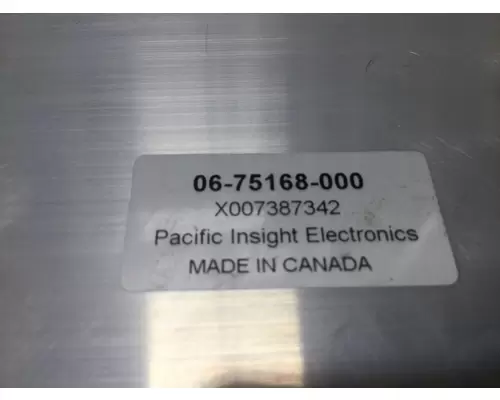 06-75168-000
X007387342
Pacific Insight Electronics
MADE IN CANADA